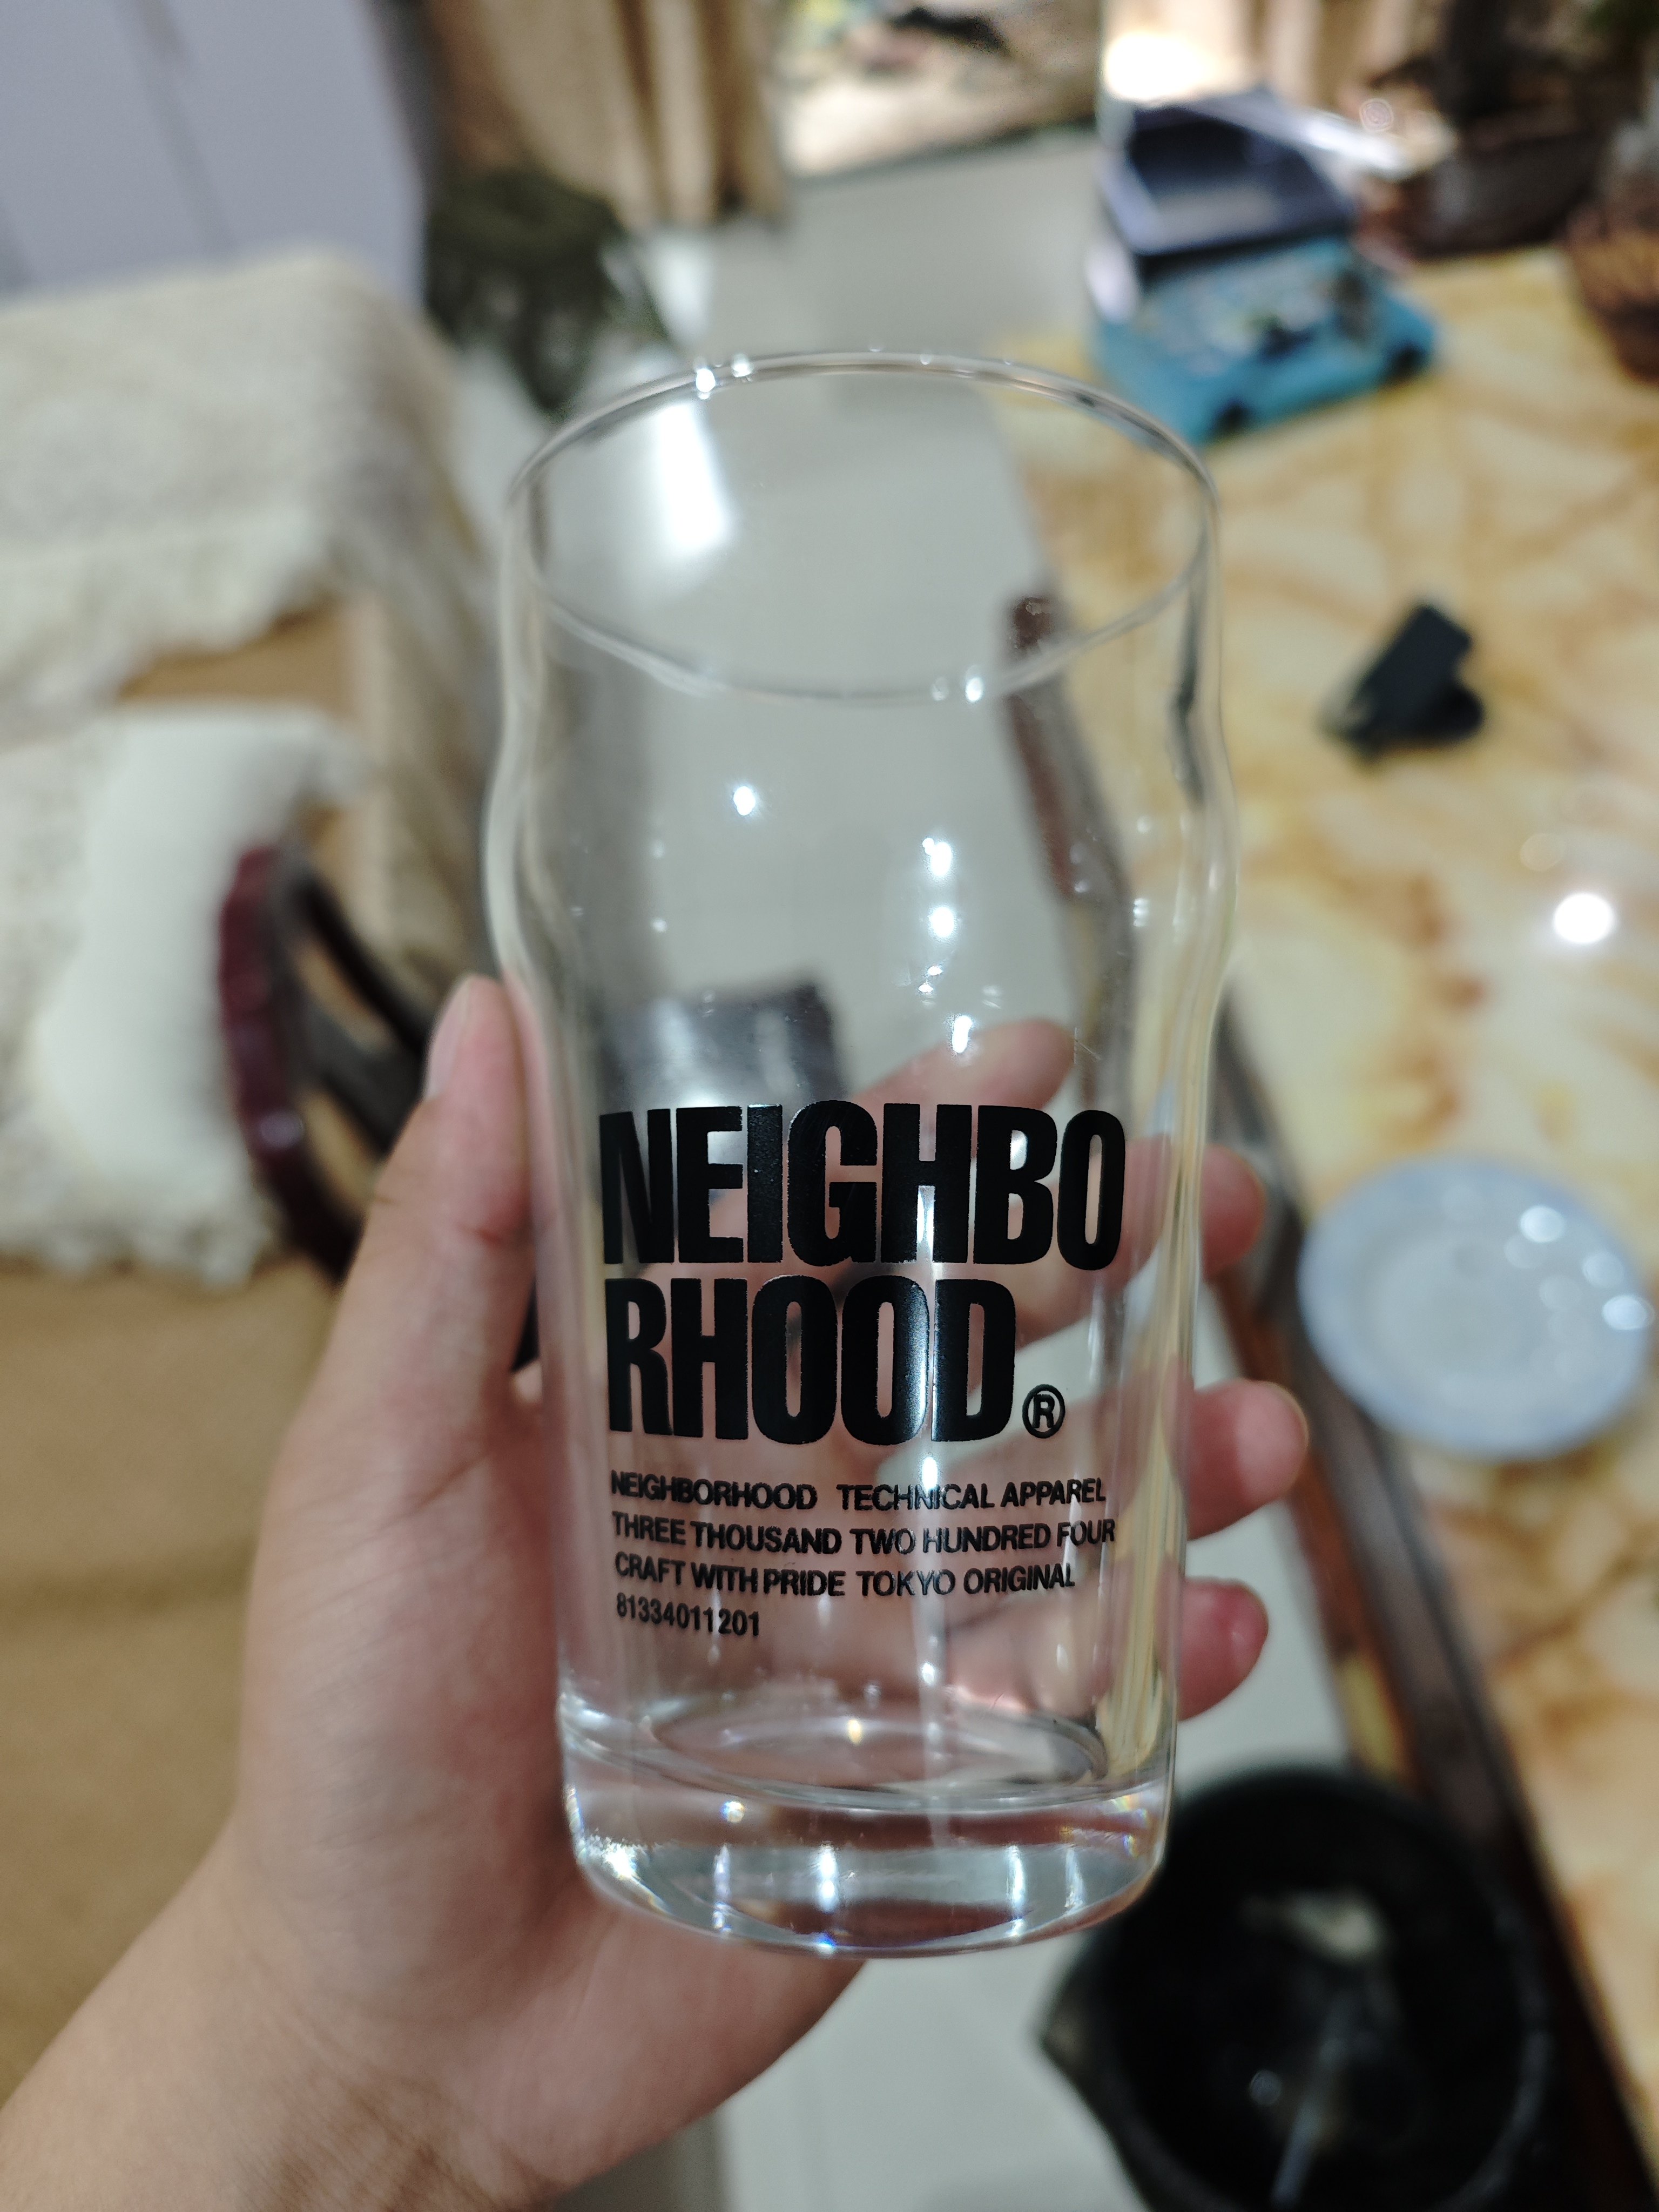 NEIGHBO
RHOOD®
NEIGHBORHOOD TECHNICAL APPAREL
THREE THOUSAND TWO HUNDRED FOUR
CRAFT WITH PRIDE TOKYO ORIGINAL
81334011201